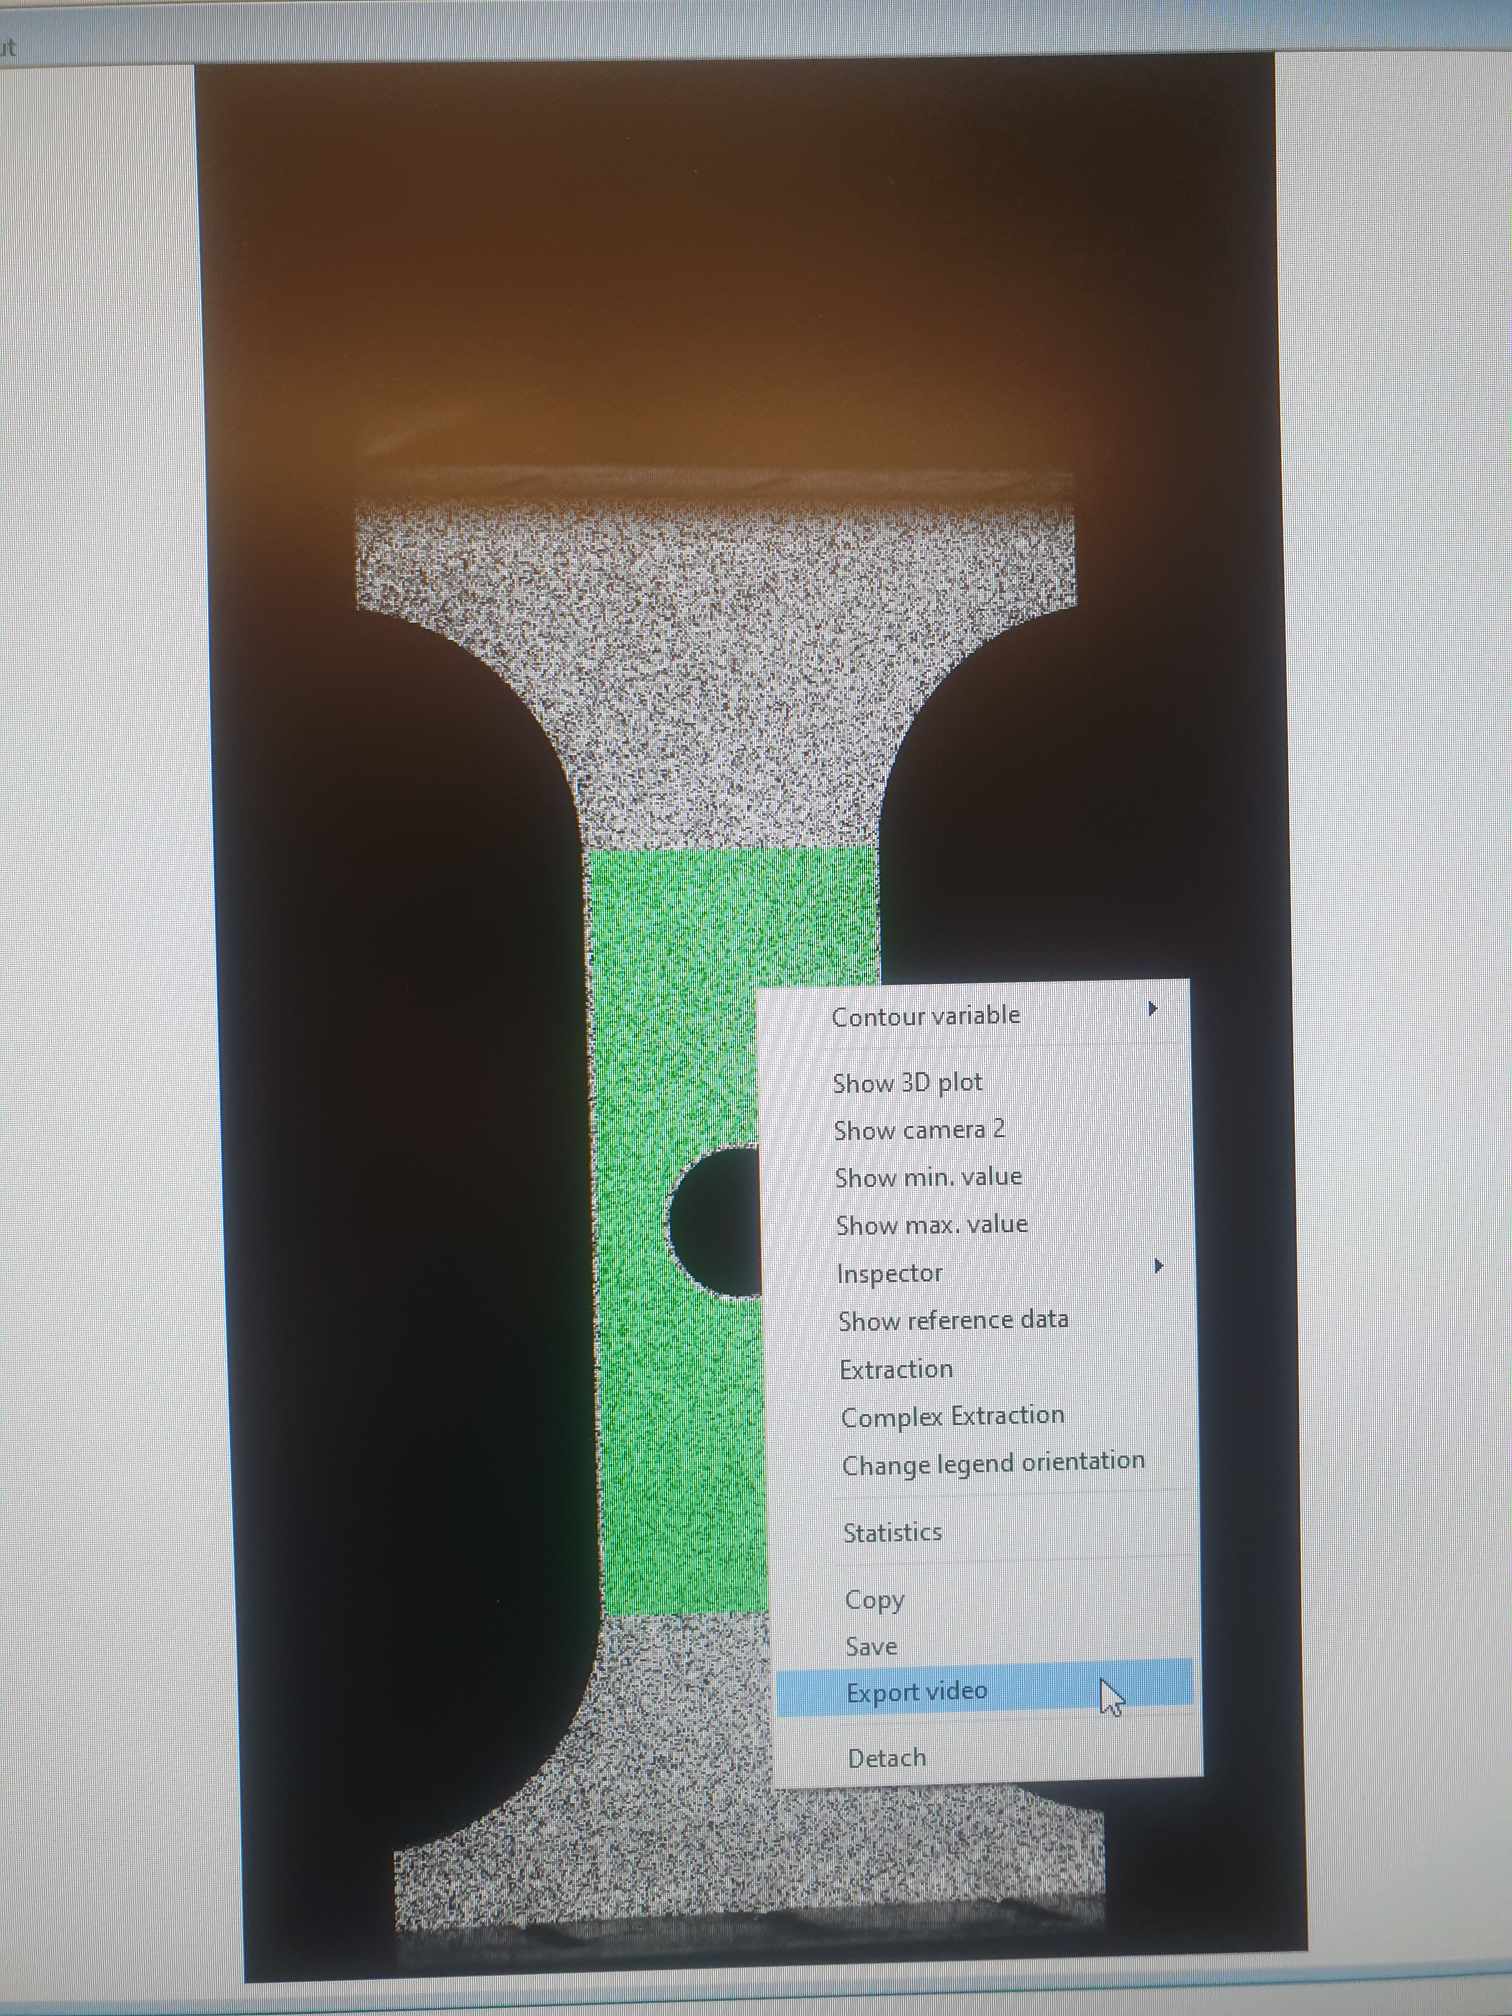 Contour variable
Show 3D plot
Show camera 2
Show min. value
Show max. value
Inspector
Show reference data
Extraction
Complex Extraction
Change legend orientation
Statistics
Copy
Save
Export video
Detach